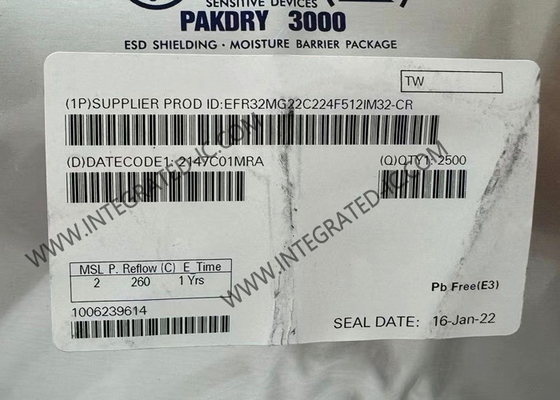 SENSITIVE DEVICES
PAKDRY 3000
ESD SHIELDING · MOISTURE BARRIER PACKAGE
TW
(1P)SUPPLIER PROD ID:EFR32MG22C224F512IM32-CR
(D)DATECODE1: 2147C01MRA
(Q)QTY1: 2500
MSL P. Reflow (C) E_Time
2 260 1 Yrs
Pb Free(E3)
1006239614
SEAL DATE: 16-Jan-22
WWW.INTEGRATED-IC.COM
WWW.INTEGRATED-IC.COM
WWW.INTEGRATED-IC.COM